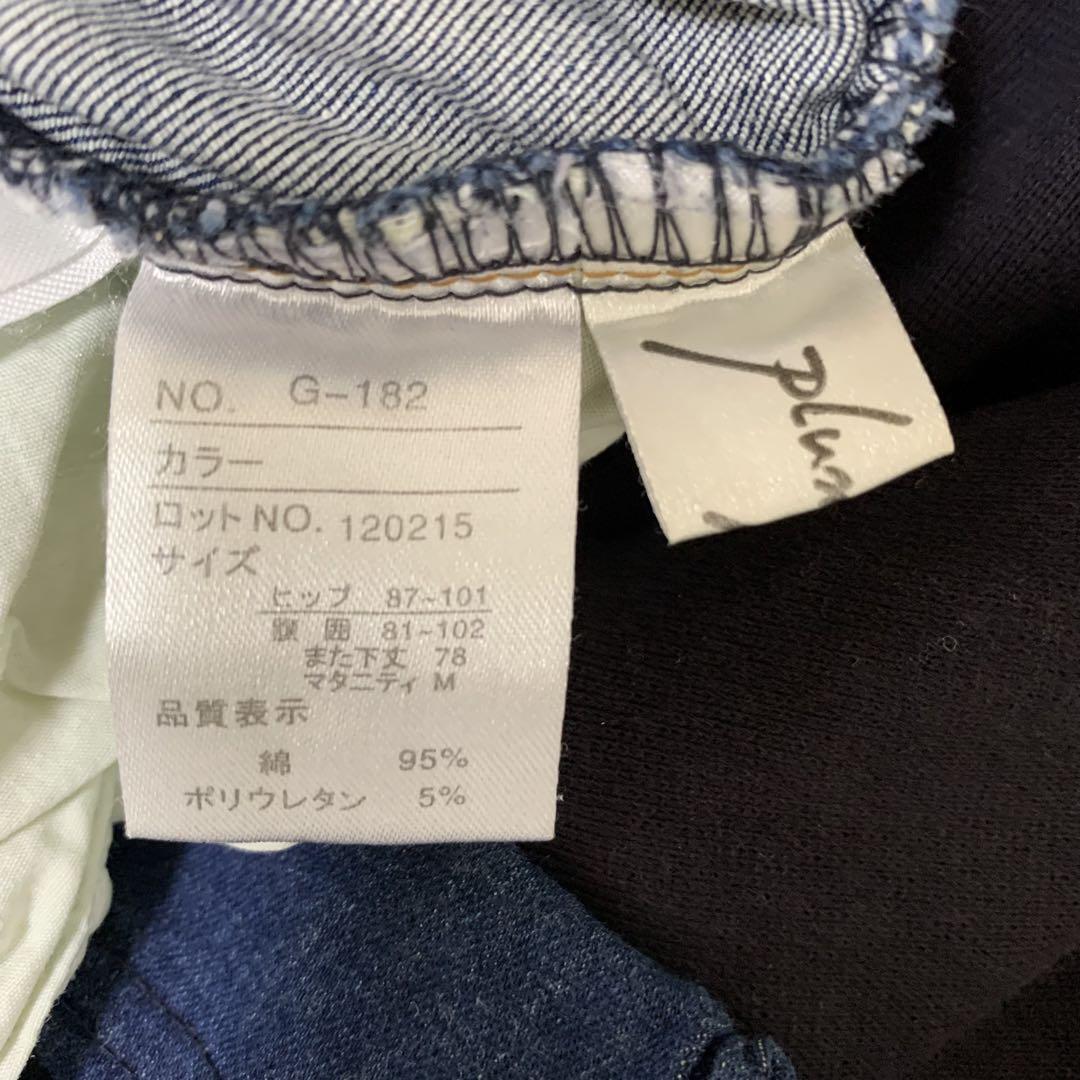 NO. G-182
カラー
ロットNO. 120215
サイズ
ヒップ 87~101
腹囲 81~102
また下丈 78
マタニティ M
品質表示
綿 95%
ポリウレタン 5%